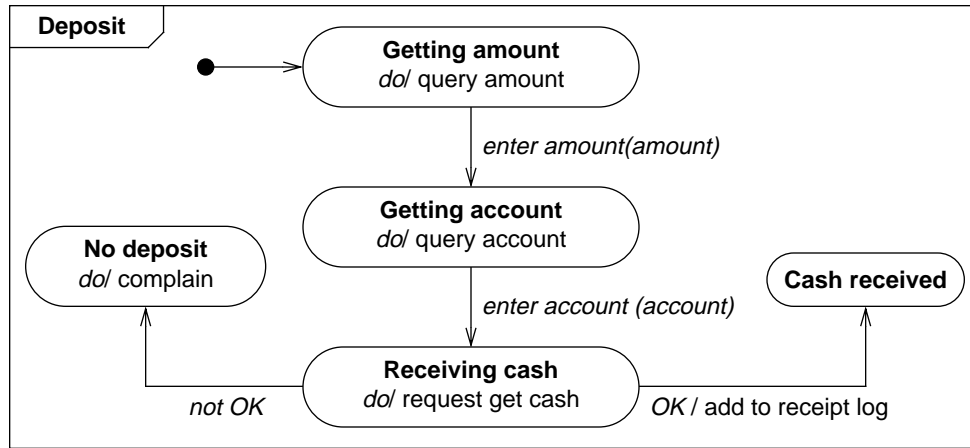 Deposit
Getting amount
do/ query amount
enter amount(amount)
Getting account
do/ query account
No deposit
do/ complain
Cash received
enter account (account)
Receiving cash
do/ request get cash
not OK
OK / add to receipt log